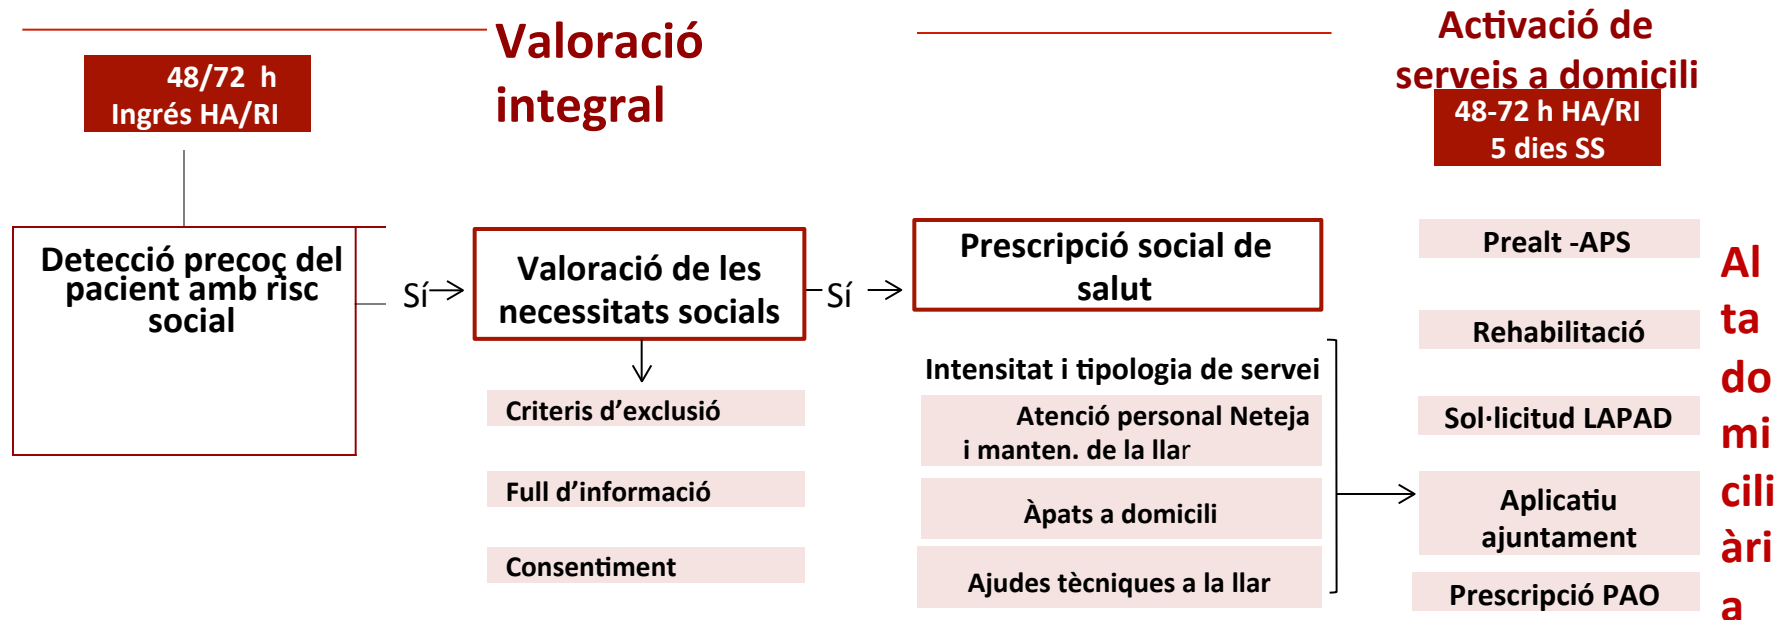 Valoració
integral
Activació de
serveis a domicili
48/72 h
Ingrés HA/RI
48-72 h HA/RI
5 dies SS
Detecció precoç del
pacient amb risc
social
Sí
Valoració de les
necessitats socials
Sí
Prescripció social de
salut
Criteris d’exclusió
Full d’informació
Consentiment
Intensitat i tipologia de servei
Atenció personal Neteja
i manten. de la llar
Àpats a domicili
Ajudes tècniques a la llar
Prealt -APS
Rehabilitació
Sol·licitud LAPAD
Aplicatiu
ajuntament
Prescripció PAO
Al
ta
do
mi
cili
àri
a